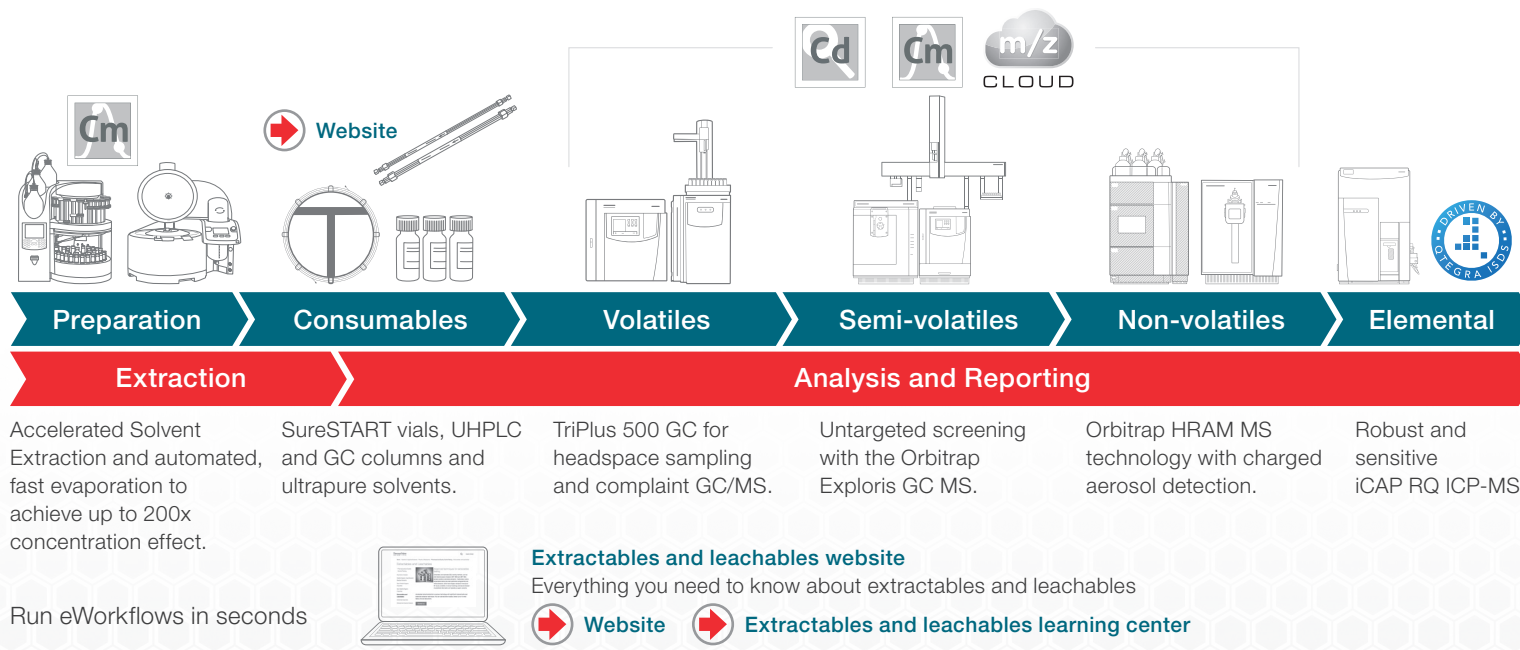 Cd
Cm
m/z
CLOUD
Cm
Website
DRIVEN BY
QTEGRA ISDS
Preparation
Consumables
Volatiles
Semi-volatiles
Non-volatiles
Elemental
Extraction
Analysis and Reporting
Accelerated Solvent
Extraction and automated,
fast evaporation to
achieve up to 200x
concentration effect.
SureSTART vials, UHPLC
and GC columns and
ultrapure solvents.
TriPlus 500 GC for
headspace sampling
and complaint GC/MS.
Untargeted screening
with the Orbitrap
Exploris GC MS.
Orbitrap HRAM MS
technology with charged
aerosol detection.
Robust and
sensitive
iCAP RQ ICP-MS
Run eWorkflows in seconds
Extractables and leachables website
Everything you need to know about extractables and leachables
Website
Extractables and leachables learning center